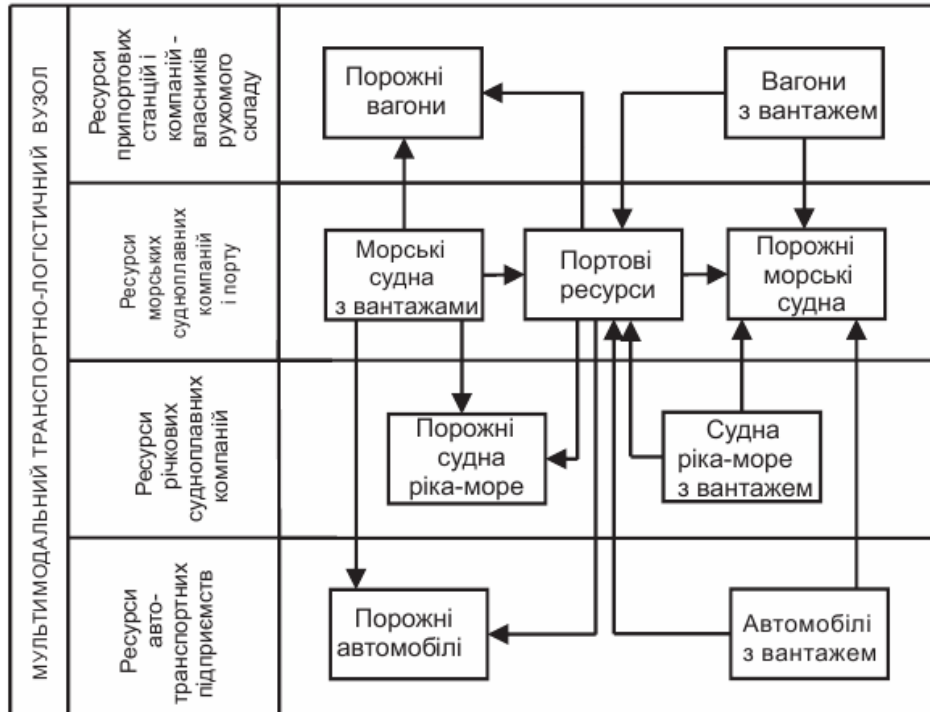 МУЛЬТИМОДАЛЬНИЙ ТРАНСПОРТНО-ЛОГІСТИЧНИЙ ВУЗОЛ
Ресурси
припортових
станцій і
компаній -
власників
рухомого
складу
Порожні
вагони
Вагони
з вантажем
Ресурси
морських
судноплавних
компаній
і порту
Морські
судна
з вантажами
Портові
ресурси
Порожні
морські
судна
Ресурси
річкових
судноплавних
компаній
Порожні
судна
ріка-море
Судна
ріка-море
з вантажем
Ресурси
авто-
транспортних
підприємств
Порожні
автомобілі
Автомобілі
з вантажем